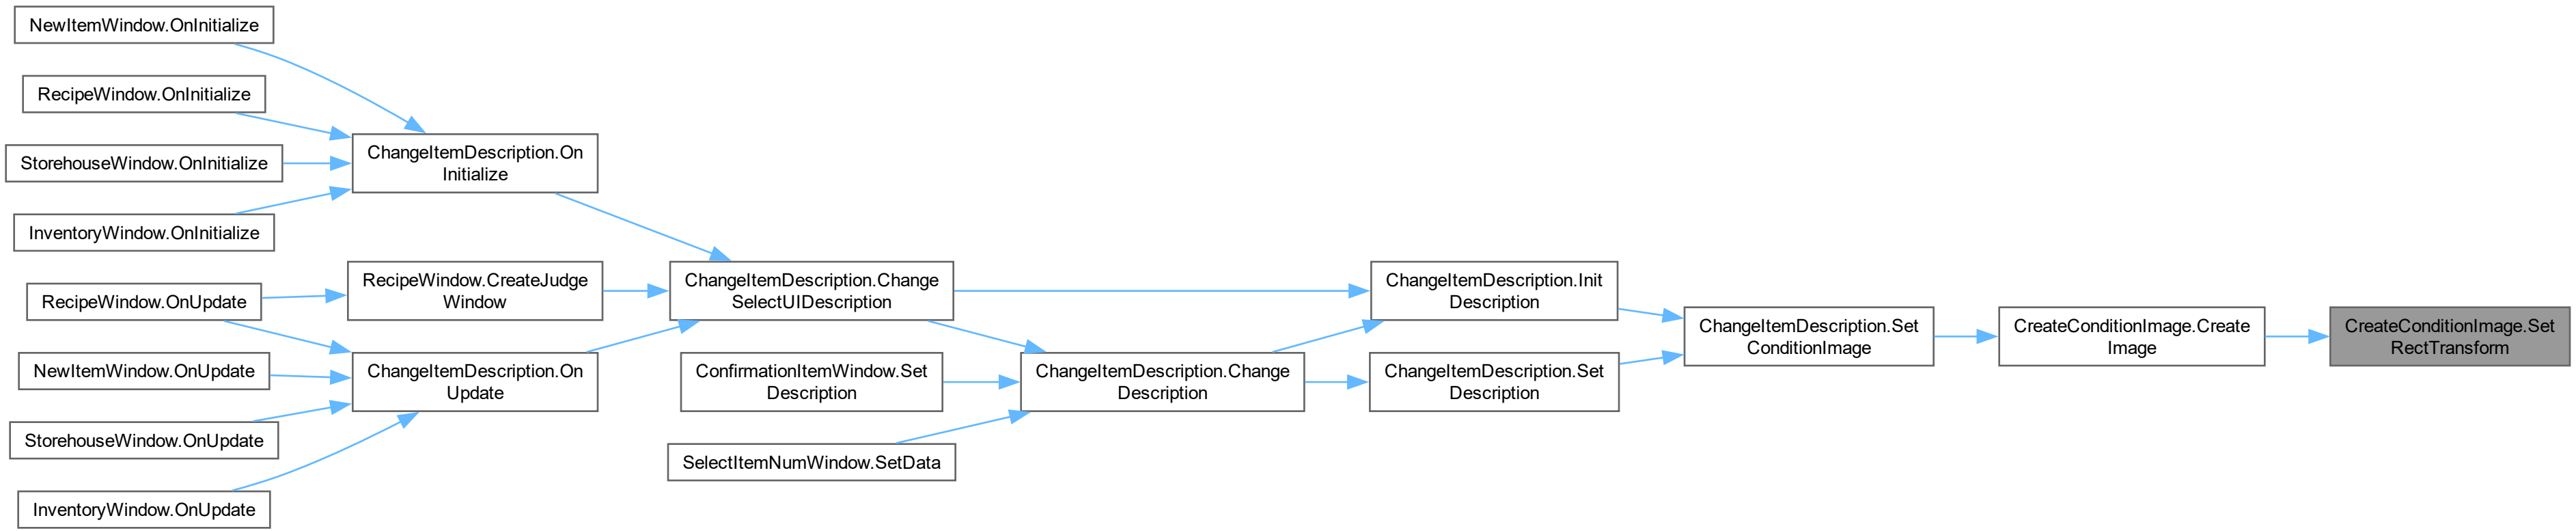 NewItemWindow.OnInitialize
RecipeWindow.OnInitialize
StorehouseWindow.OnInitialize
InventoryWindow.OnInitialize
ChangeItemDescription.On
Initialize
RecipeWindow.OnUpdate
NewItemWindow.OnUpdate
StorehouseWindow.OnUpdate
InventoryWindow.OnUpdate
RecipeWindow.CreateJudge
Window
ChangeItemDescription.On
Update
ChangeItemDescription.Change
SelectUIDescription
ConfirmationItemWindow.Set
Description
SelectItemNumWindow.SetData
ChangeItemDescription.Change
Description
ChangeItemDescription.Init
Description
ChangeItemDescription.Set
Description
ChangeItemDescription.Set
ConditionImage
CreateConditionImage.Create
Image
CreateConditionImage.Set
RectTransform